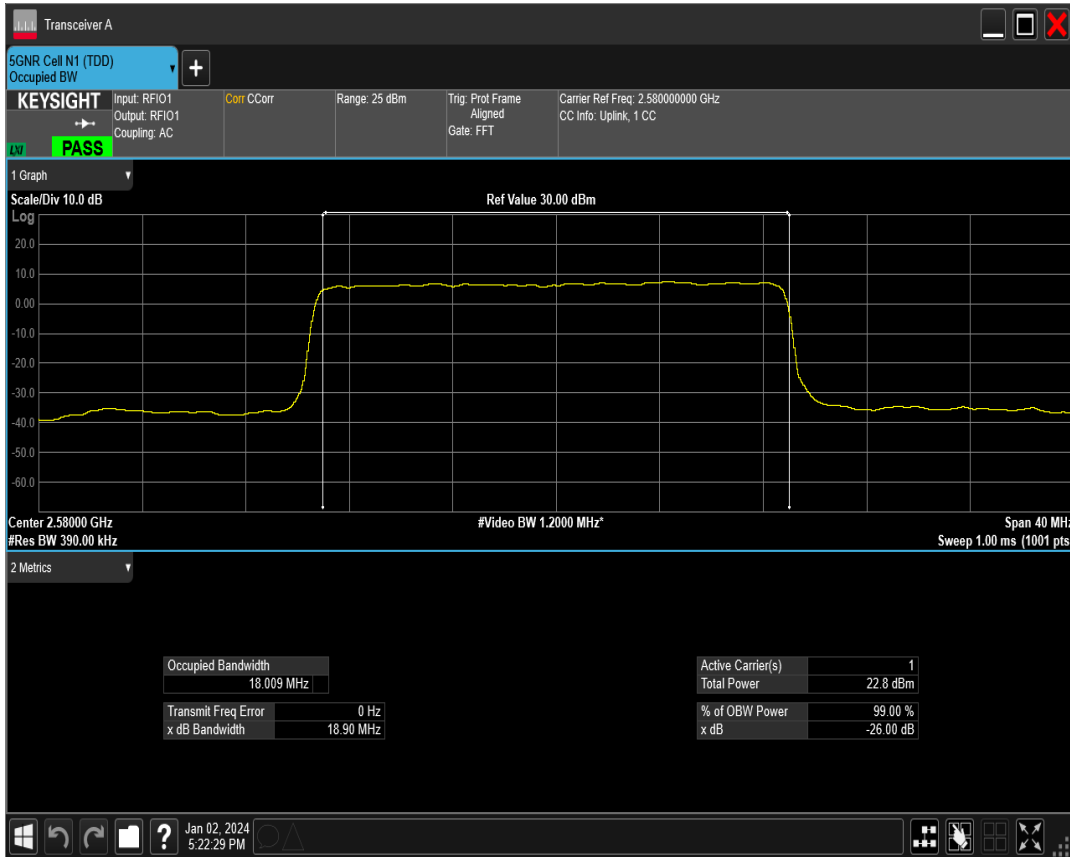 Transceiver A
5GNR Cell N1 (TDD)
Occupied BW
KEYSIGHT
LXI
PASS
Input: RFIO1
Output: RFIO1
Coupling: AC
Corr CCorr
Range: 25 dBm
Trig: Prot Frame
Aligned
Gate: FFT
Carrier Ref Freq: 2.580000000 GHz
CC Info: Uplink, 1 CC
1 Graph
Scale/Div 10.0 dB
Ref Value 30.00 dBm
Log
20.0
10.0
0.00
-10.0
-20.0
-30.0
-40.0
-50.0
-60.0
Center 2.58000 GHz
#Video BW 1.2000 MHz*
Span 40 MHz
#Res BW 390.00 kHz
Sweep 1.00 ms (1001 pts
2 Metrics
Occupied Bandwidth
18.009 MHz
Transmit Freq Error 0 Hz
x dB Bandwidth 18.90 MHz
Active Carrier(s) 1
Total Power 22.8 dBm
% of OBW Power 99.00 %
x dB -26.00 dB
?
Jan 02, 2024
5:22:29 PM